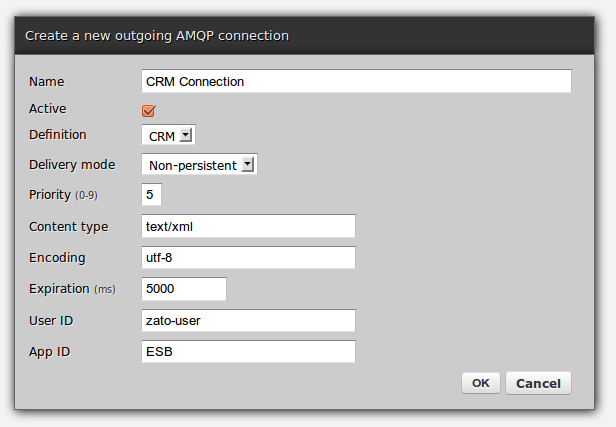 Create a new outgoing AMQP connection
Name CRM Connection
Active
Definition CRM
Delivery mode Non-persistent
Priority (0-9) 5
Content type text/xml
Encoding utf-8
Expiration (ms) 5000
User ID zato-user
App ID ESB
OK Cancel